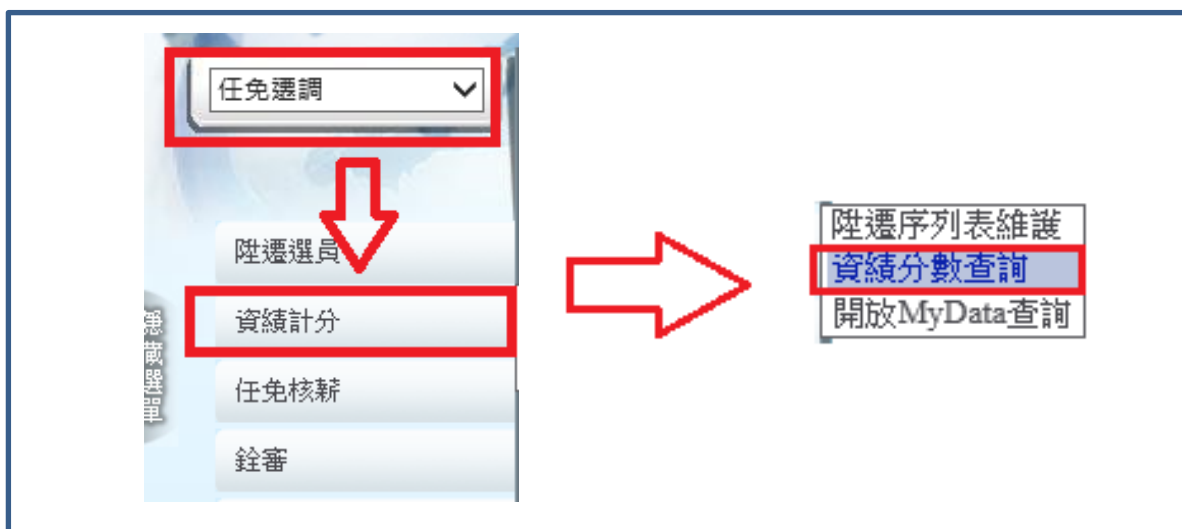 任免遷調
陞遷選員
資績計分
任免核薪
銓審
隱藏選單
陞遷序列表維護
資績分數查詢
開放MyData查詢